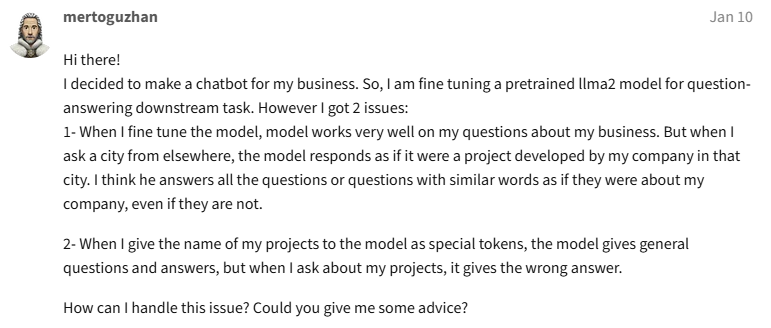 mertoguzhan
Jan 10
Hi there!
I decided to make a chatbot for my business. So, I am fine tuning a pretrained llma2 model for question-
answering downstream task. However I got 2 issues:
1- When I fine tune the model, model works very well on my questions about my business. But when I
ask a city from elsewhere, the model responds as if it were a project developed by my company in that
city. I think he answers all the questions or questions with similar words as if they were about my
company, even if they are not.
2- When I give the name of my projects to the model as special tokens, the model gives general
questions and answers, but when I ask about my projects, it gives the wrong answer.
How can I handle this issue? Could you give me some advice?